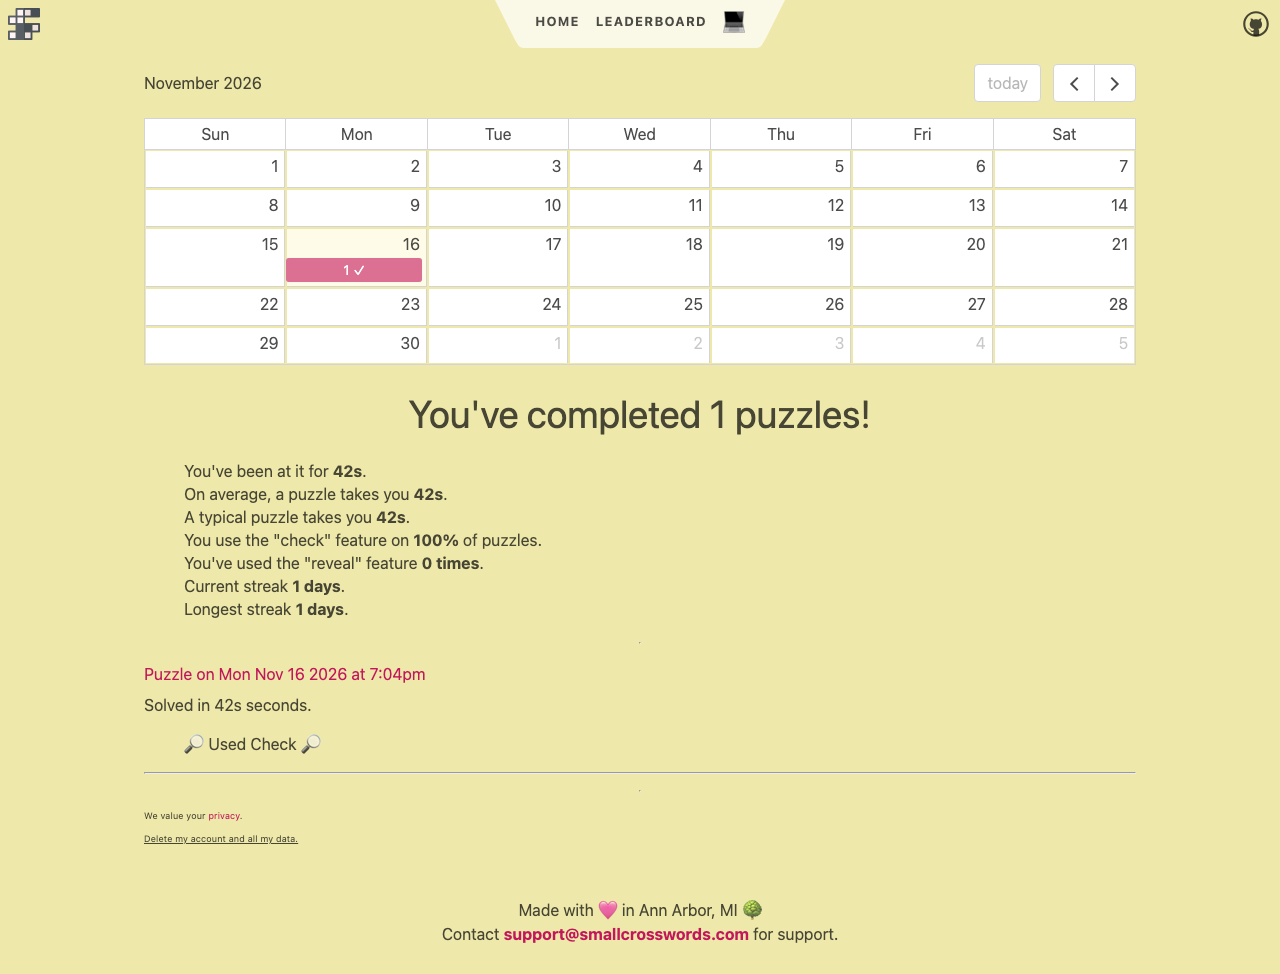 HOME LEADERBOARD
November 2026
today
Sun Mon Tue Wed Thu Fri Sat
1 2 3 4 5 6 7
8 9 10 11 12 13 14
15 16 17 18 19 20 21
1 ✓
22 23 24 25 26 27 28
29 30 1 2 3 4 5
You've completed 1 puzzles!
You've been at it for 42s.
On average, a puzzle takes you 42s.
A typical puzzle takes you 42s.
You use the "check" feature on 100% of puzzles.
You've used the "reveal" feature 0 times.
Current streak 1 days.
Longest streak 1 days.
Puzzle on Mon Nov 16 2026 at 7:04pm
Solved in 42s seconds.
🔎 Used Check 🔎
We value your privacy.
Delete my account and all my data.
Made with 🩷 in Ann Arbor, MI 🌳
Contact support@smallcrosswords.com for support.